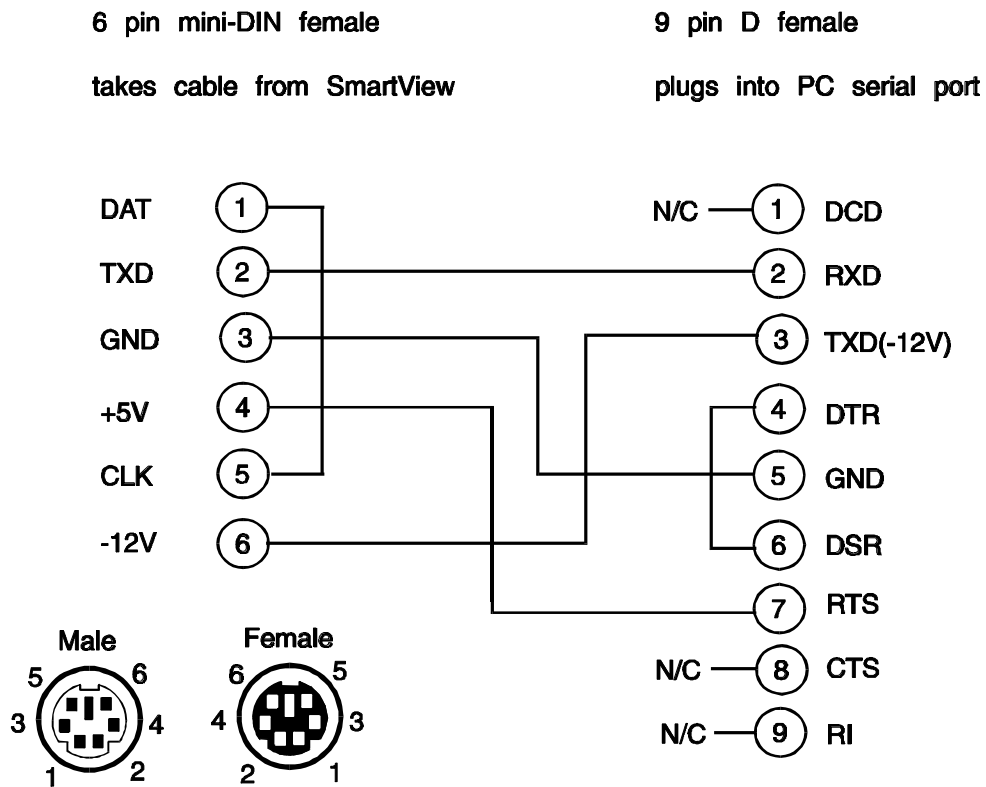 6 pin mini-DIN female
9 pin D female
takes cable from SmartView
plugs into PC serial port
DAT 1
N/C 1 DCD
TXD 2
2 RXD
GND 3
3 TXD(-12V)
+5V 4
4 DTR
CLK 5
5 GND
-12V 6
6 DSR
7 RTS
N/C 8 CTS
N/C 9 RI
Male
5 6
3 4
1 2
Female
6 5
4 3
2 1